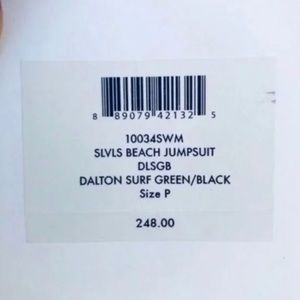 8 89079 42132 5
10034SWM
SLVLS BEACH JUMPSUIT
DLSGB
DALTON SURF GREEN/BLACK
Size P
248.00